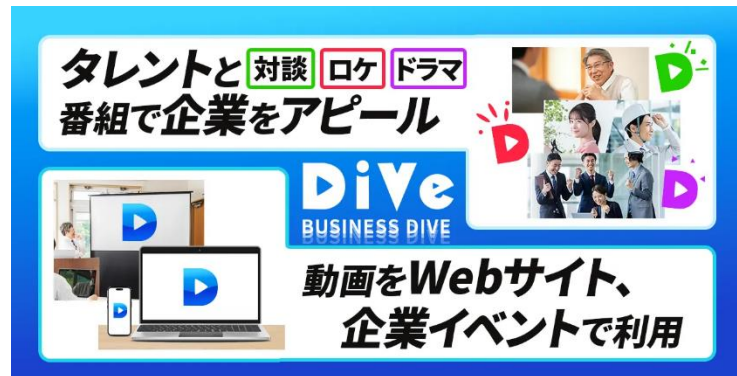 タレントと 対談 ロケ ドラマ
番組で企業をアピール
DiVe
BUSINESS DIVE
動画をWebサイト、
企業イベントで利用